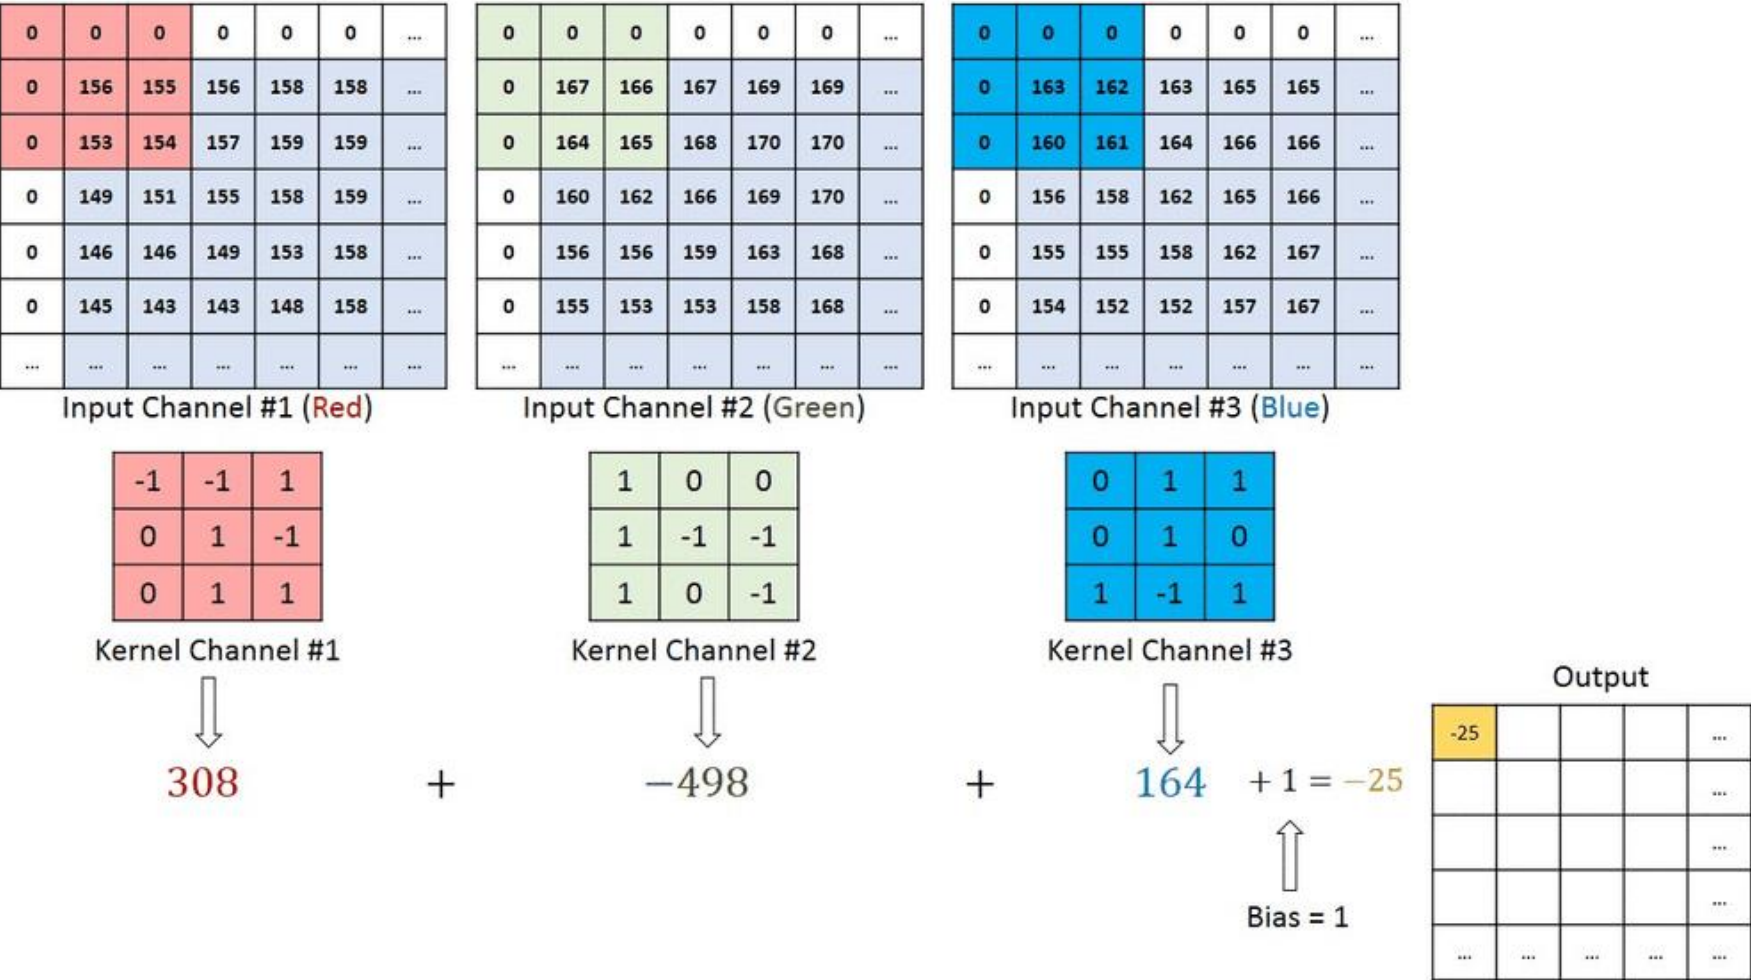 0 0 0 0 0 0 ...
0 156 155 156 158 158 ...
0 153 154 157 159 159 ...
0 149 151 155 158 159 ...
0 146 146 149 153 158 ...
0 145 143 143 148 158 ...
... ... ... ... ... ... ...
Input Channel #1 (Red)
0 0 0 0 0 0 ...
0 167 166 167 169 169 ...
0 164 165 168 170 170 ...
0 160 162 166 169 170 ...
0 156 156 159 163 168 ...
0 155 153 153 158 168 ...
... ... ... ... ... ... ...
Input Channel #2 (Green)
0 0 0 0 0 0 ...
0 163 162 163 165 165 ...
0 160 161 164 166 166 ...
0 156 158 162 165 166 ...
0 155 155 158 162 167 ...
0 154 152 152 157 167 ...
... ... ... ... ... ... ...
Input Channel #3 (Blue)
-1 -1 1
0 1 -1
0 1 1
Kernel Channel #1
1 0 0
1 -1 -1
1 0 -1
Kernel Channel #2
0 1 1
0 1 0
1 -1 1
Kernel Channel #3
308 + −498 + 164 + 1 = −25
Bias = 1
Output
-25 ...
...
...
...
... ... ... ... ...